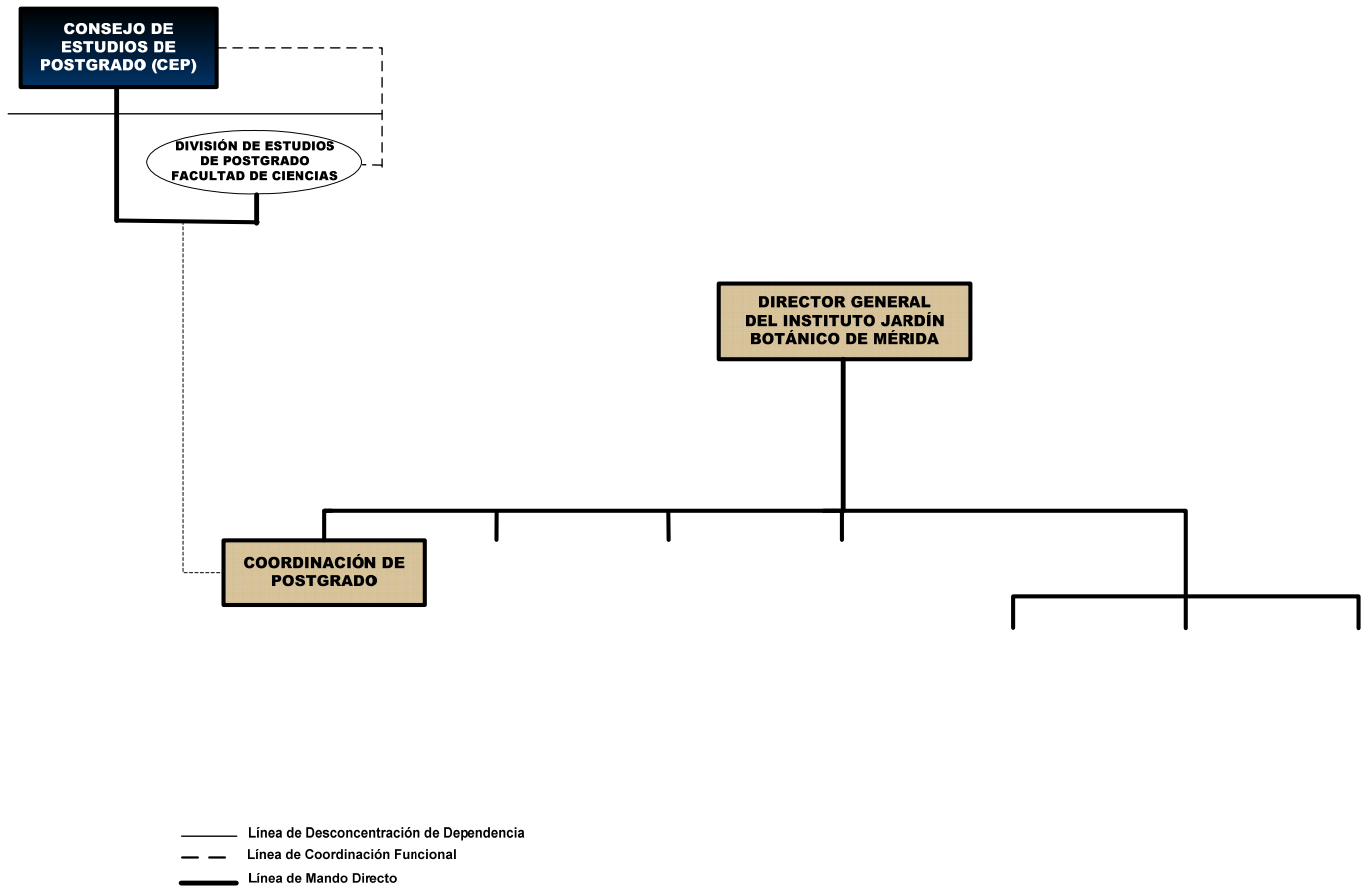 CONSEJO DE
ESTUDIOS DE
POSTGRADO (CEP)
DIVISIÓN DE ESTUDIOS
DE POSTGRADO
FACULTAD DE CIENCIAS
DIRECTOR GENERAL
DEL INSTITUTO JARDÍN
BOTÁNICO DE MÉRIDA
COORDINACIÓN DE
POSTGRADO
Línea de Desconcentración de Dependencia
Línea de Coordinación Funcional
Línea de Mando Directo